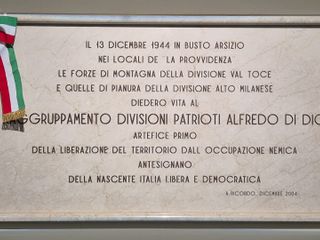 IL 13 DICEMBRE 1944 IN BUSTO ARSIZIO
NEI LOCALI DE LA PROVVIDENZA
LE FORZE DI MONTAGNA DELLA DIVISIONE VAL TOCE
E QUELLE DI PIANURA DELLA DIVISIONE ALTO MILANESE
DIEDERO VITA AL
AGGRUPPAMENTO DIVISIONI PATRIOTI ALFREDO DI DIO
ARTEFICE PRIMO
DELLA LIBERAZIONE DEL TERRITORIO DALL OCCUPAZIONE NEMICA
ANTESIGNANO
DELLA NASCENTE ITALIA LIBERA E DEMOCRATICA
A RICORDO, DICEMBRE 2004